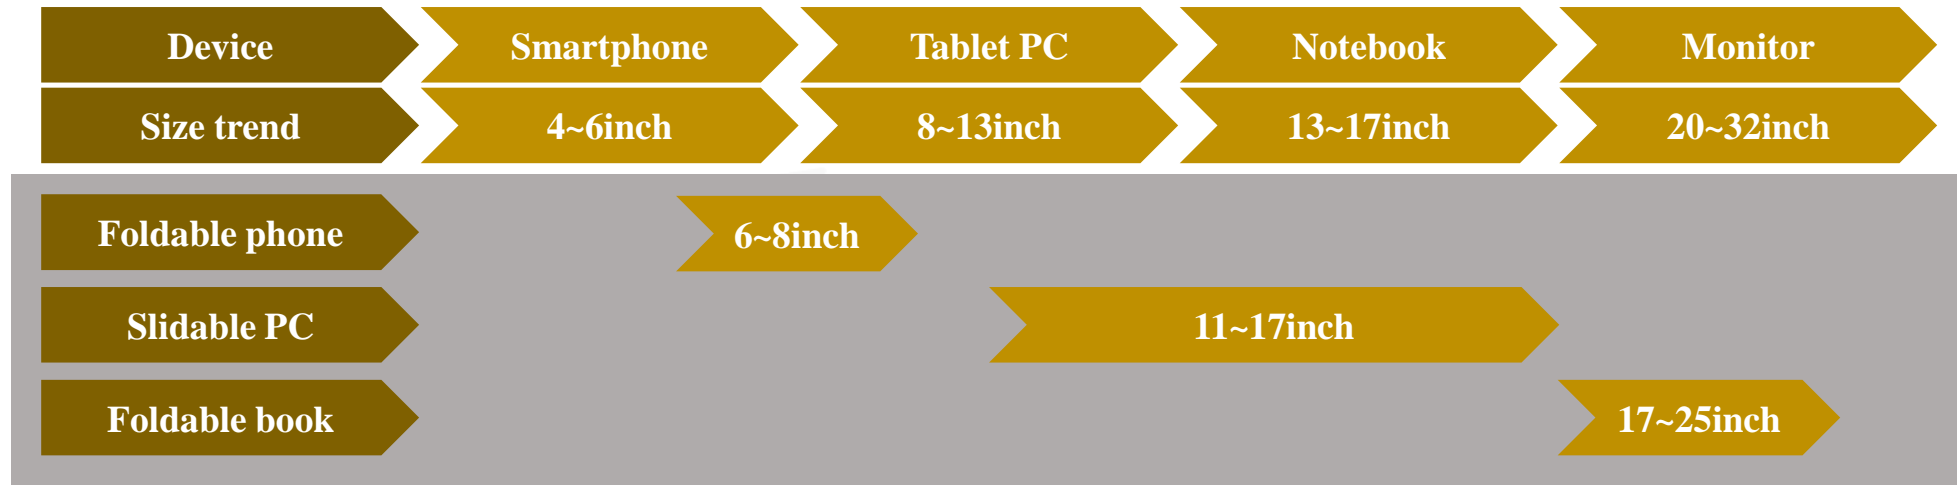 Device Smartphone Tablet PC Notebook Monitor
Size trend 4~6inch 8~13inch 13~17inch 20~32inch
Foldable phone 6~8inch
Slidable PC 11~17inch
Foldable book 17~25inch